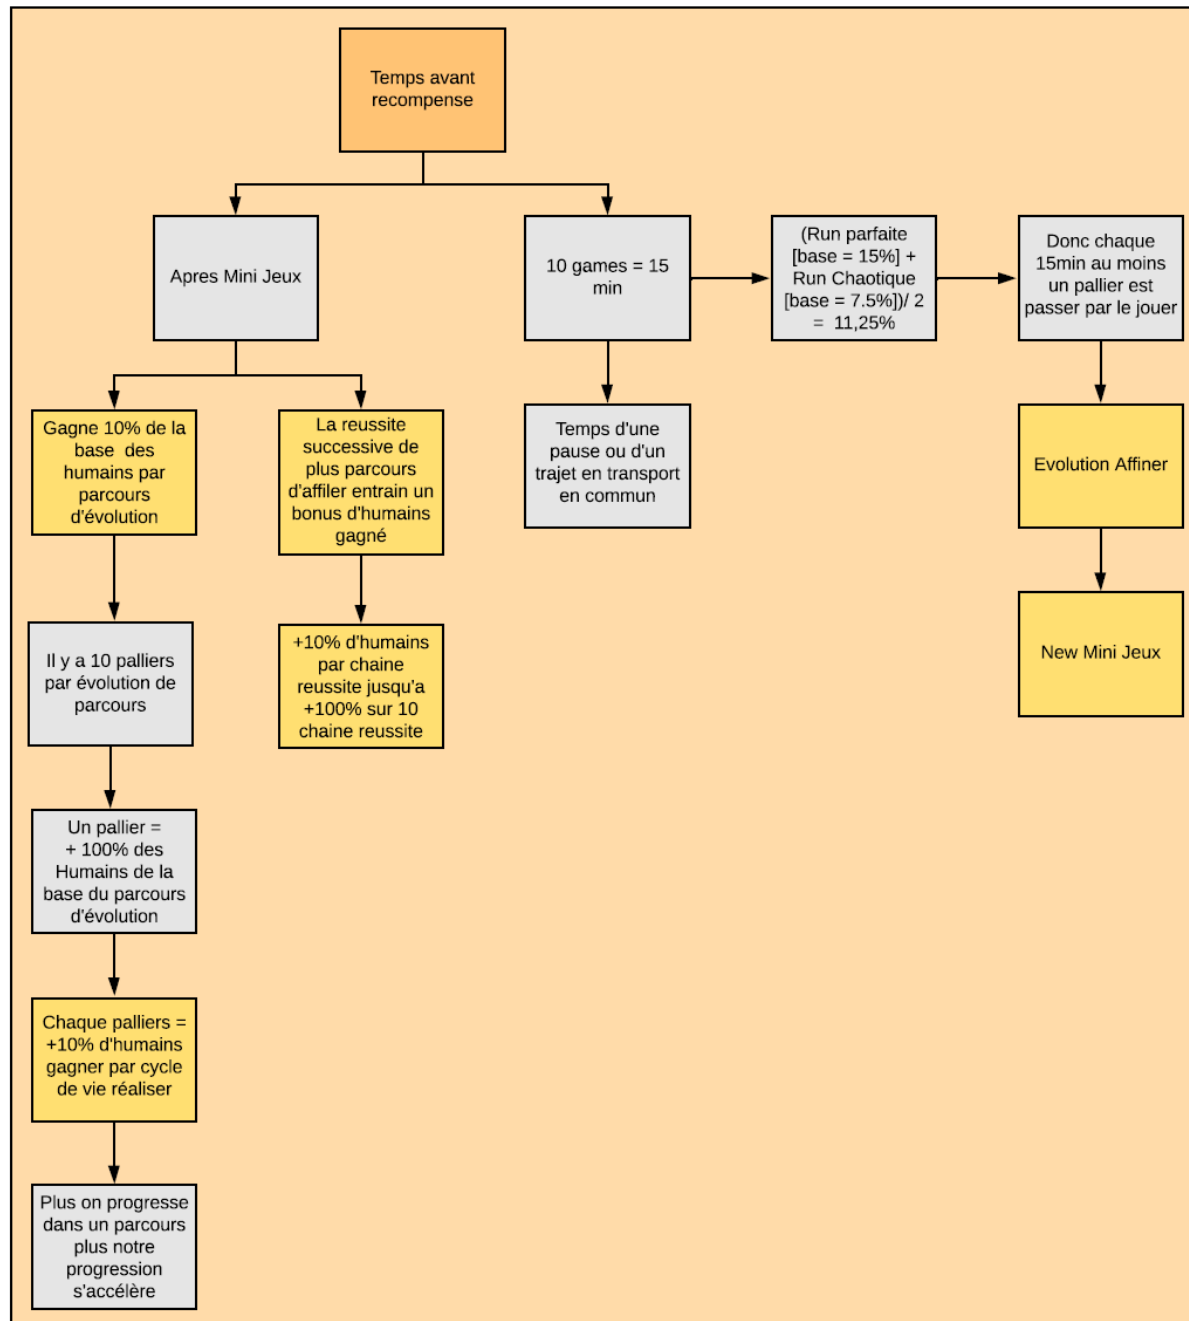 Temps avant
recompense
Apres Mini Jeux
10 games = 15
min
(Run parfaite
[base = 15%] +
Run Chaotique
[base = 7.5%])/ 2
= 11,25%
Donc chaque
15min au moins
un pallier est
passer par le jouer
Gagne 10% de la
base des
humains par
parcours
d'évolution
La reussite
successive de
plus parcours
d'affiler entrain un
bonus d'humains
gagné
Temps d'une
pause ou d'un
trajet en transport
en commun
Evolution Affiner
Il y a 10 palliers
par évolution de
parcours
+10% d'humains
par chaine
reussite jusqu'a
+100% sur 10
chaine reussite
New Mini Jeux
Un pallier =
+ 100% des
Humains de la
base du parcours
d'évolution
Chaque palliers =
+10% d'humains
gagner par cycle
de vie réaliser
Plus on progresse
dans un parcours
plus notre
progression
s'accélère